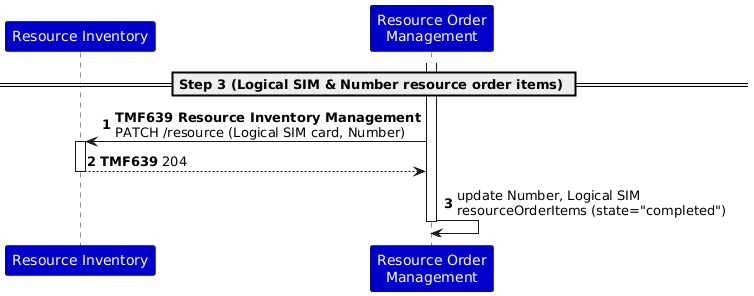 Resource Inventory
Resource Order
Management
Step 3 (Logical SIM & Number resource order items)
1 TMF639 Resource Inventory Management
PATCH /resource (Logical SIM card, Number)
2 TMF639 204
3 update Number, Logical SIM
resourceOrderItems (state="completed")
Resource Inventory
Resource Order
Management